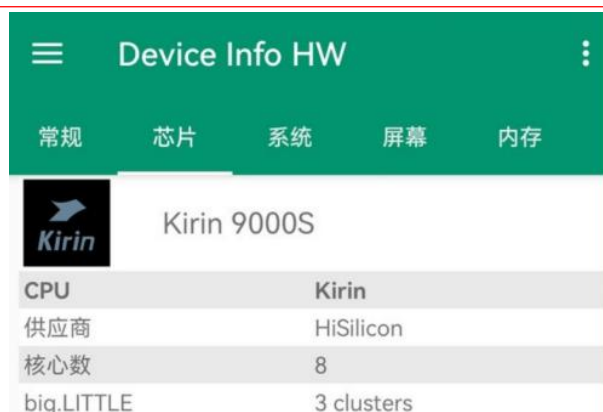 Device Info HW
常规 芯片 系统 屏幕 内存
Kirin
Kirin 9000S
CPU Kirin
供应商 HiSilicon
核心数 8
big.LITTLE 3 clusters